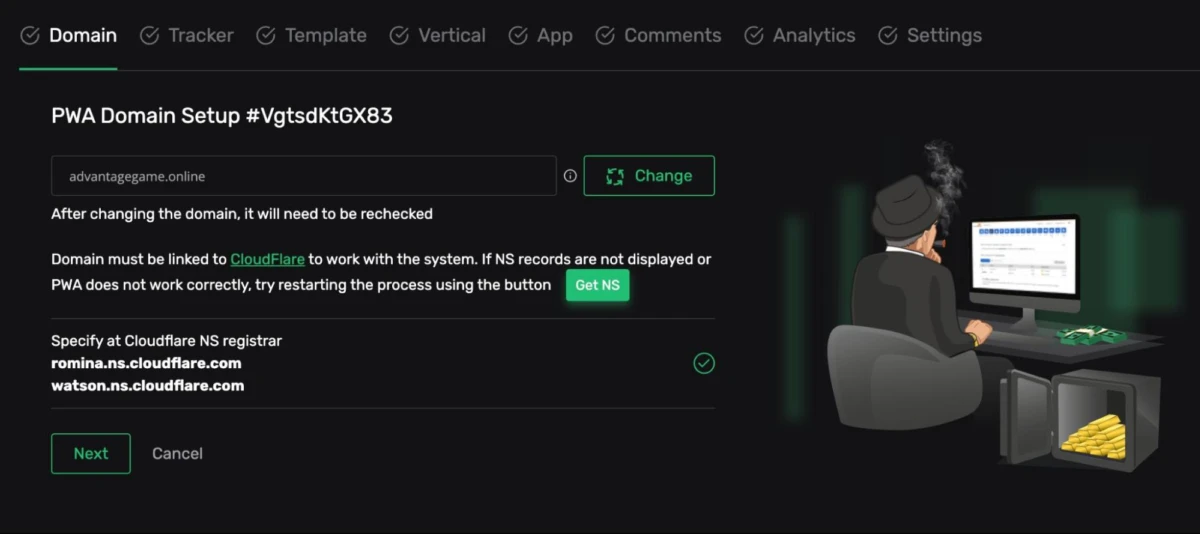 Domain Tracker Template Vertical App Comments Analytics Settings
PWA Domain Setup #VgtsdKtGX83
advantagegame.online
Change
After changing the domain, it will need to be rechecked
Domain must be linked to CloudFlare to work with the system. If NS records are not displayed or
PWA does not work correctly, try restarting the process using the button Get NS
Specify at Cloudflare NS registrar
romina.ns.cloudflare.com
watson.ns.cloudflare.com
Next Cancel